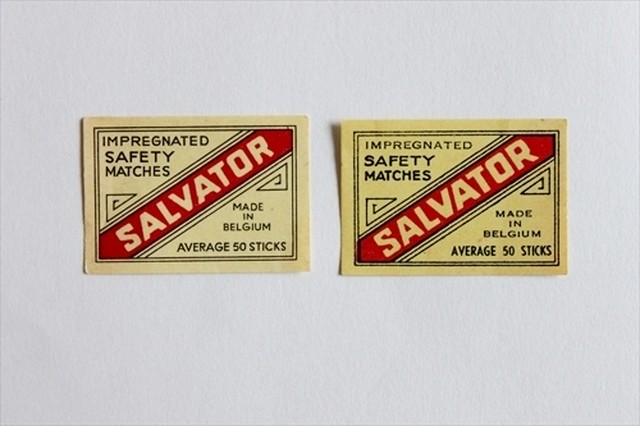 IMPREGNATED
SAFETY
MATCHES
SALVATOR
MADE
IN
BELGIUM
AVERAGE 50 STICKS
IMPREGNATED
SAFETY
MATCHES
SALVATOR
MADE
IN
BELGIUM
AVERAGE 50 STICKS